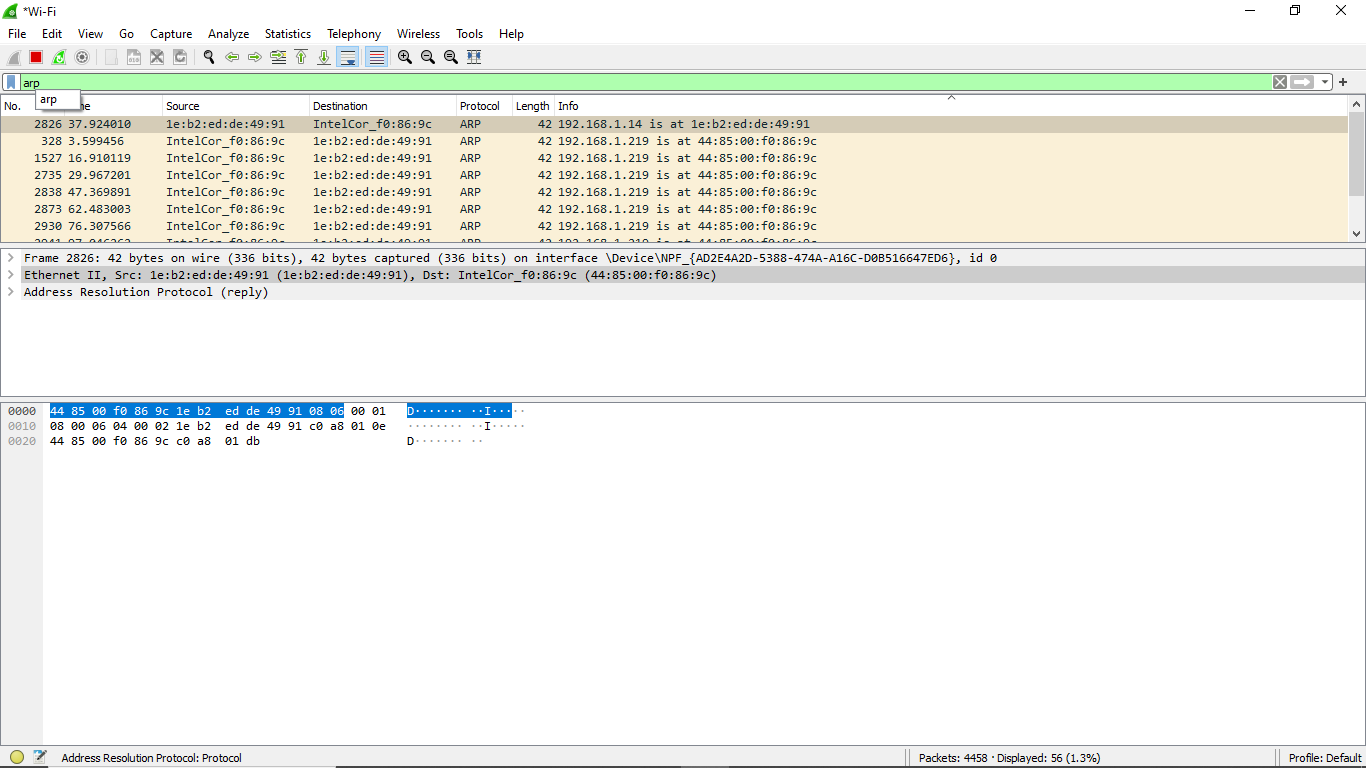 *Wi-Fi
File Edit View Go Capture Analyze Statistics Telephony Wireless Tools Help
arp
arp
No. Source Destination Protocol Length Info
2826 37.924010 1e:b2:ed:de:49:91 IntelCor_f0:86:9c ARP 42 192.168.1.14 is at 1e:b2:ed:de:49:91
328 3.599456 IntelCor_f0:86:9c 1e:b2:ed:de:49:91 ARP 42 192.168.1.219 is at 44:85:00:f0:86:9c
1527 16.910119 IntelCor_f0:86:9c 1e:b2:ed:de:49:91 ARP 42 192.168.1.219 is at 44:85:00:f0:86:9c
2735 29.967201 IntelCor_f0:86:9c 1e:b2:ed:de:49:91 ARP 42 192.168.1.219 is at 44:85:00:f0:86:9c
2838 47.369891 IntelCor_f0:86:9c 1e:b2:ed:de:49:91 ARP 42 192.168.1.219 is at 44:85:00:f0:86:9c
2873 62.483003 IntelCor_f0:86:9c 1e:b2:ed:de:49:91 ARP 42 192.168.1.219 is at 44:85:00:f0:86:9c
2930 76.307566 IntelCor_f0:86:9c 1e:b2:ed:de:49:91 ARP 42 192.168.1.219 is at 44:85:00:f0:86:9c
Frame 2826: 42 bytes on wire (336 bits), 42 bytes captured (336 bits) on interface \Device\NPF_{AD2E4A2D-5388-474A-A16C-D0B516647ED6}, id 0
Ethernet II, Src: 1e:b2:ed:de:49:91 (1e:b2:ed:de:49:91), Dst: IntelCor_f0:86:9c (44:85:00:f0:86:9c)
Address Resolution Protocol (reply)
0000 44 85 00 f0 86 9c 1e b2 ed de 49 91 08 06 00 01 D······· ··I·····
0010 08 00 06 04 00 02 1e b2 ed de 49 91 c0 a8 01 0e ········ ··I·····
0020 44 85 00 f0 86 9c c0 a8 01 db D······· ··
Address Resolution Protocol: Protocol Packets: 4458 · Displayed: 56 (1.3%) Profile: Default